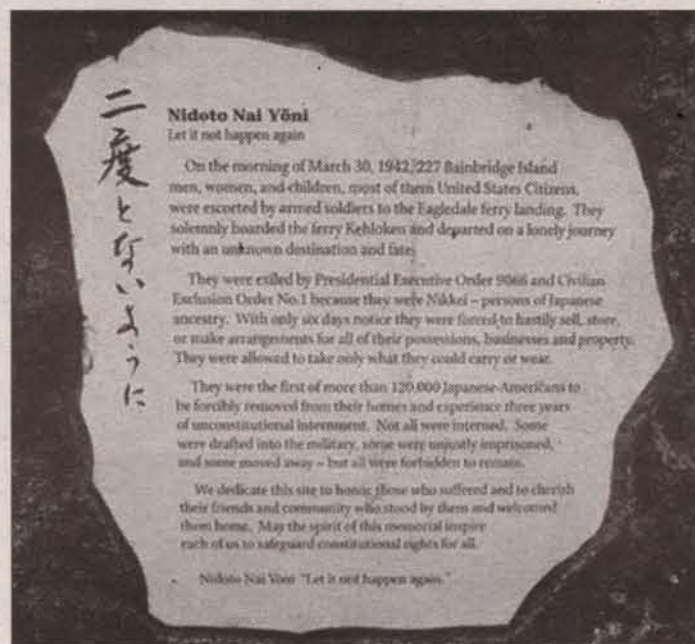 二度とないように
Nidoto Nai Yōni
Let it not happen again
On the morning of March 30, 1942, 227 Bainbridge Island
men, women, and children, most of them United States Citizens,
were escorted by armed soldiers to the Eagledale ferry landing. They
solemnly boarded the ferry Kehloken and departed on a lonely journey
with an unknown destination and fate.
They were exiled by Presidential Executive Order 9066 and Civilian
Exclusion Order No.1 because they were Nikkei – persons of Japanese
ancestry. With only six days notice they were forced to hastily sell, store,
or make arrangements for all of their possessions, businesses and property.
They were allowed to take only what they could carry or wear.
They were the first of more than 120,000 Japanese-Americans to
be forcibly removed from their homes and experience three years
of unconstitutional internment. Not all were interned. Some
were drafted into the military, some were unjustly imprisoned,
and some moved away – but all were forbidden to remain.
We dedicate this site to honor those who suffered and to cherish
their friends and community who stood by them and welcomed
them home. May the spirit of this memorial inspire
each of us to safeguard constitutional rights for all.
Nidoto Nai Yoni "Let it not happen again."